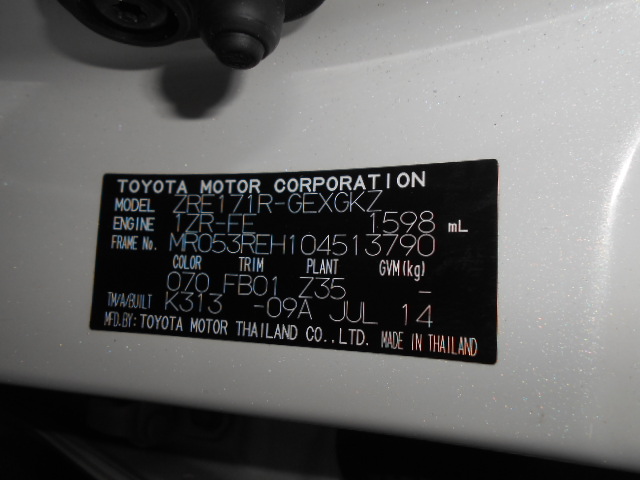 TOYOTA MOTOR CORPORATION
MODEL ZRE171R-GEXGKZ
ENGINE 1ZR-FE 1598 mL
FRAME No. MR053REH104513790
COLOR TRIM PLANT GVM(kg)
070 FB01 Z35 -
TM/A/BUILT K313 -09A JUL 14
MFD.BY: TOYOTA MOTOR THAILAND CO.,LTD. MADE IN THAILAND